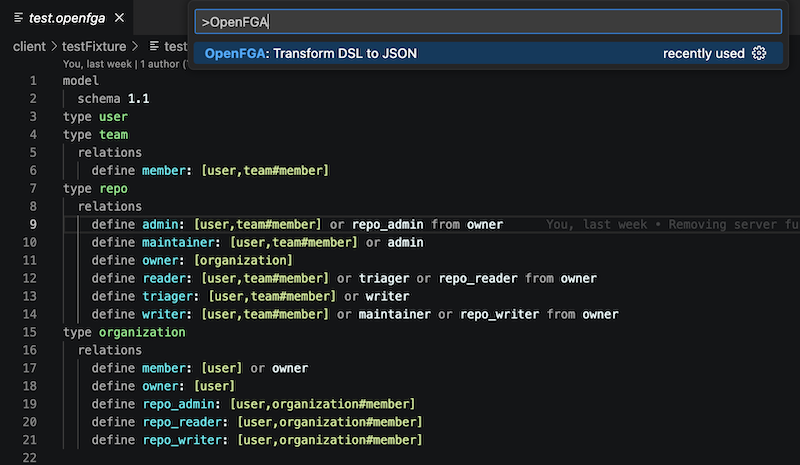 test.openfga ×
>OpenFGA
client > testFixture > test
OpenFGA: Transform DSL to JSON recently used
You, last week | 1 author (
1 model
2 schema 1.1
3 type user
4 type team
5 relations
6 define member: [user,team#member]
7 type repo
8 relations
9 define admin: [user,team#member] or repo_admin from owner You, last week • Removing server fu
10 define maintainer: [user,team#member] or admin
11 define owner: [organization]
12 define reader: [user,team#member] or triager or repo_reader from owner
13 define triager: [user,team#member] or writer
14 define writer: [user,team#member] or maintainer or repo_writer from owner
15 type organization
16 relations
17 define member: [user] or owner
18 define owner: [user]
19 define repo_admin: [user,organization#member]
20 define repo_reader: [user,organization#member]
21 define repo_writer: [user,organization#member]
22